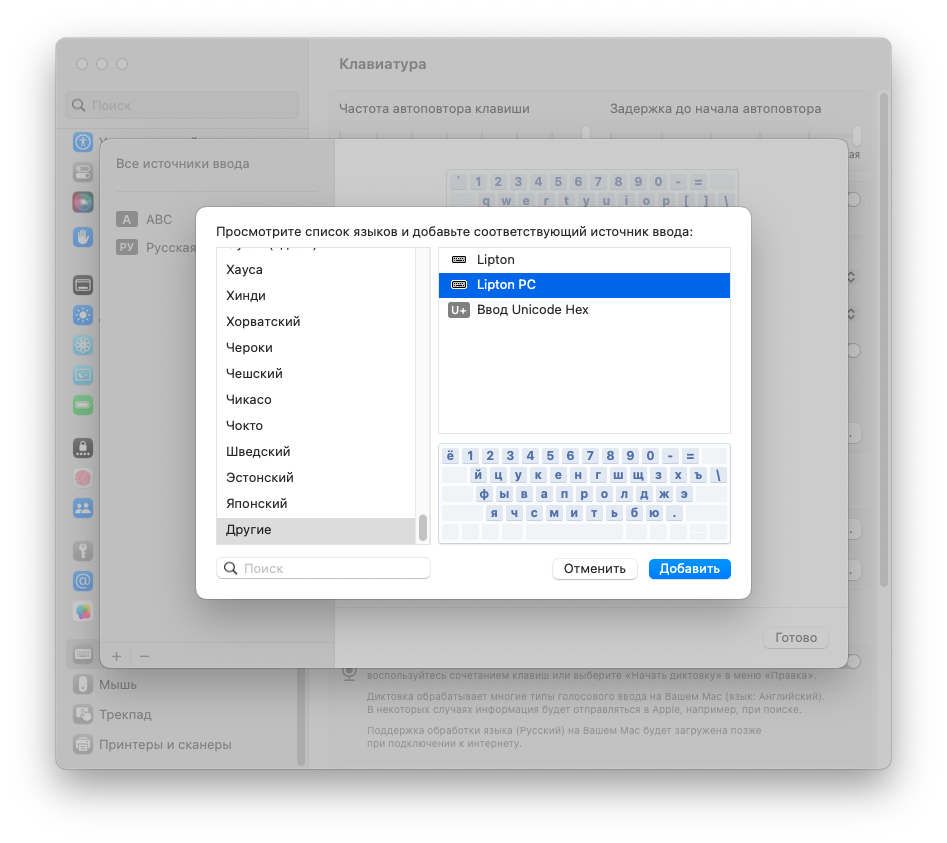 Клавиатура
Поиск
Частота автоповтора клавиши
Задержка до начала автоповтора
Все источники ввода
A ABC
РУ Русская
` 1 2 3 4 5 6 7 8 9 0 - =
q w e r t y u i o p [ ] \
Просмотрите список языков и добавьте соответствующий источник ввода:
Хауса
Хинди
Хорватский
Чероки
Чешский
Чикасо
Чокто
Шведский
Эстонский
Японский
Другие
Поиск
Lipton
Lipton PC
U+ Ввод Unicode Hex
ё 1 2 3 4 5 6 7 8 9 0 - =
й ц у к е н г ш щ з х ъ \
ф ы в а п р о л д ж э
я ч с м и т ь б ю .
Отменить
Добавить
Готово
+ −
воспользуйтесь сочетанием клавиш или выберите «Начать диктовку» в меню «Правка».
Диктовка обрабатывает многие типы голосового ввода на Вашем Mac (язык: Английский).
В некоторых случаях информация будет отправляться в Apple, например, при поиске.
Поддержка обработки языка (Русский) на Вашем Mac будет загружена позже
при подключении к интернету.
Мышь
Трекпад
Принтеры и сканеры